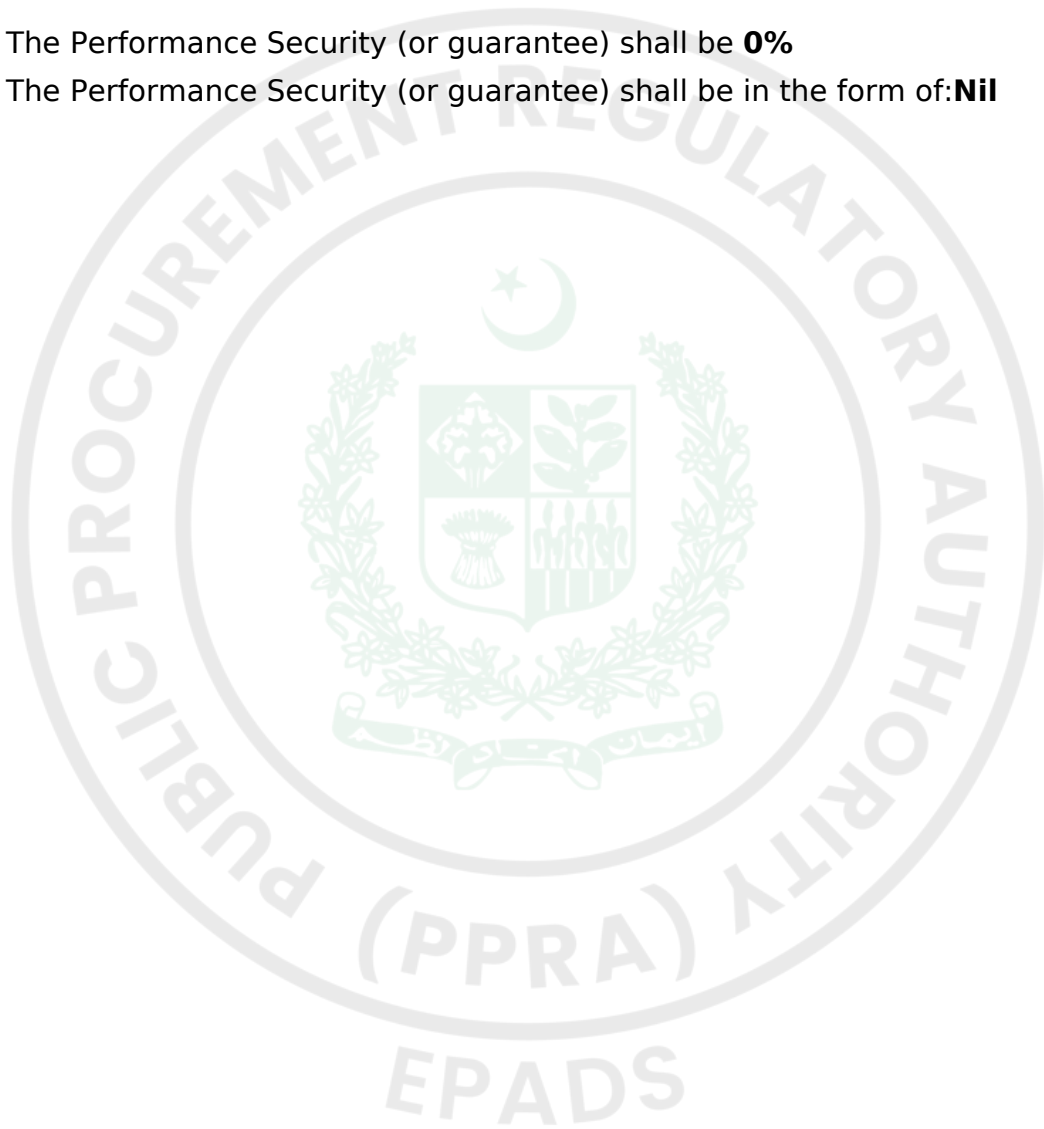 The Performance Security (or guarantee) shall be 0%
The Performance Security (or guarantee) shall be in the form of:Nil
PUBLIC PROCUREMENT REGULATORY AUTHORITY
(PPRA)
EPADS